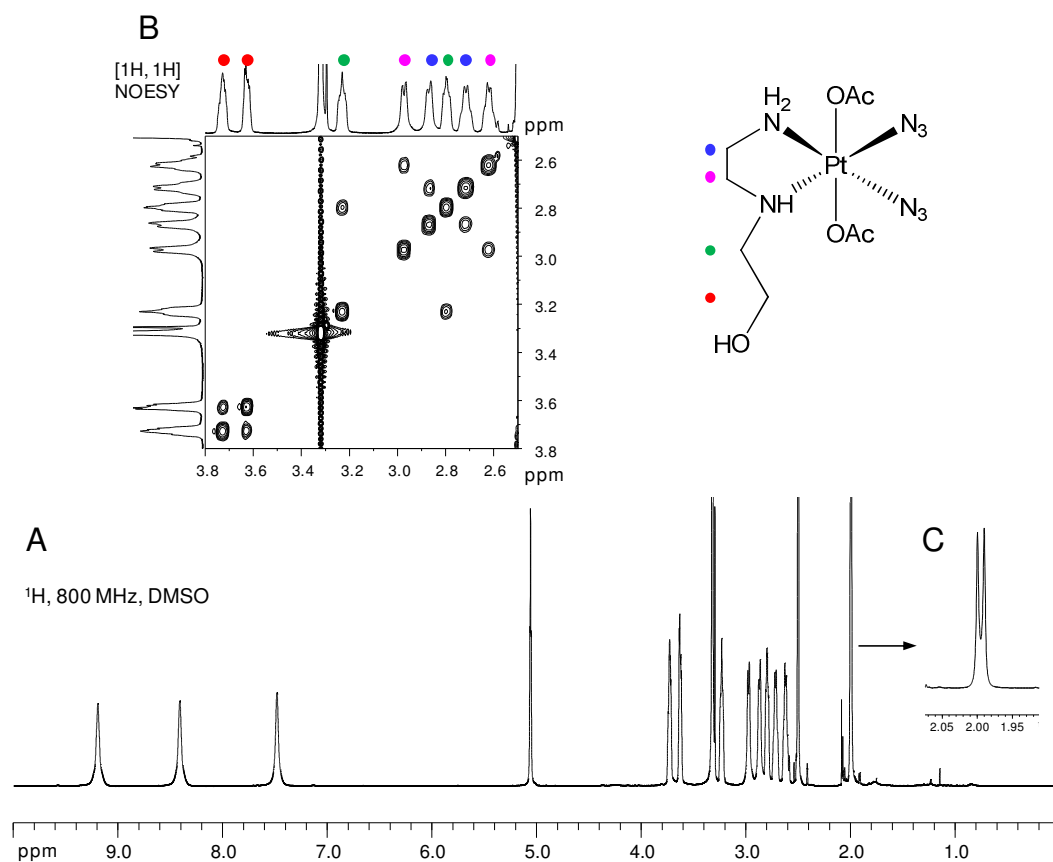 B
[1H, 1H]
NOESY
ppm
2.6
2.8
3.0
3.2
3.4
3.6
3.8
3.8 3.6 3.4 3.2 3.0 2.8 2.6
ppm
H2
N
OAc
N3
Pt
NH
N3
OAc
HO
A
1H, 800 MHz, DMSO
C
2.05 2.00 1.95
ppm 9.0 8.0 7.0 6.0 5.0 4.0 3.0 2.0 1.0